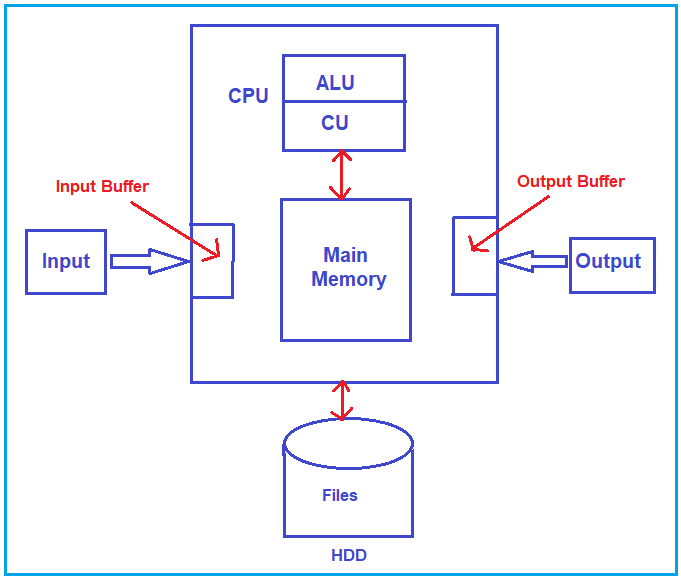 CPU
ALU
CU
Input Buffer
Output Buffer
Input
Main
Memory
Output
Files
HDD